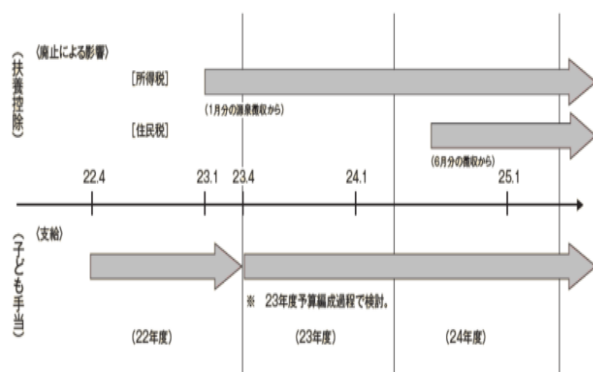 （扶養控除）
（廃止による影響）
［所得税］
（1月分の源泉徴収から）
［住民税］
（6月分の徴収から）
22.4
23.1
23.4
24.1
25.1
（子ども手当）
（支給）
※ 23年度予算編成過程で検討。
（22年度）
（23年度）
（24年度）